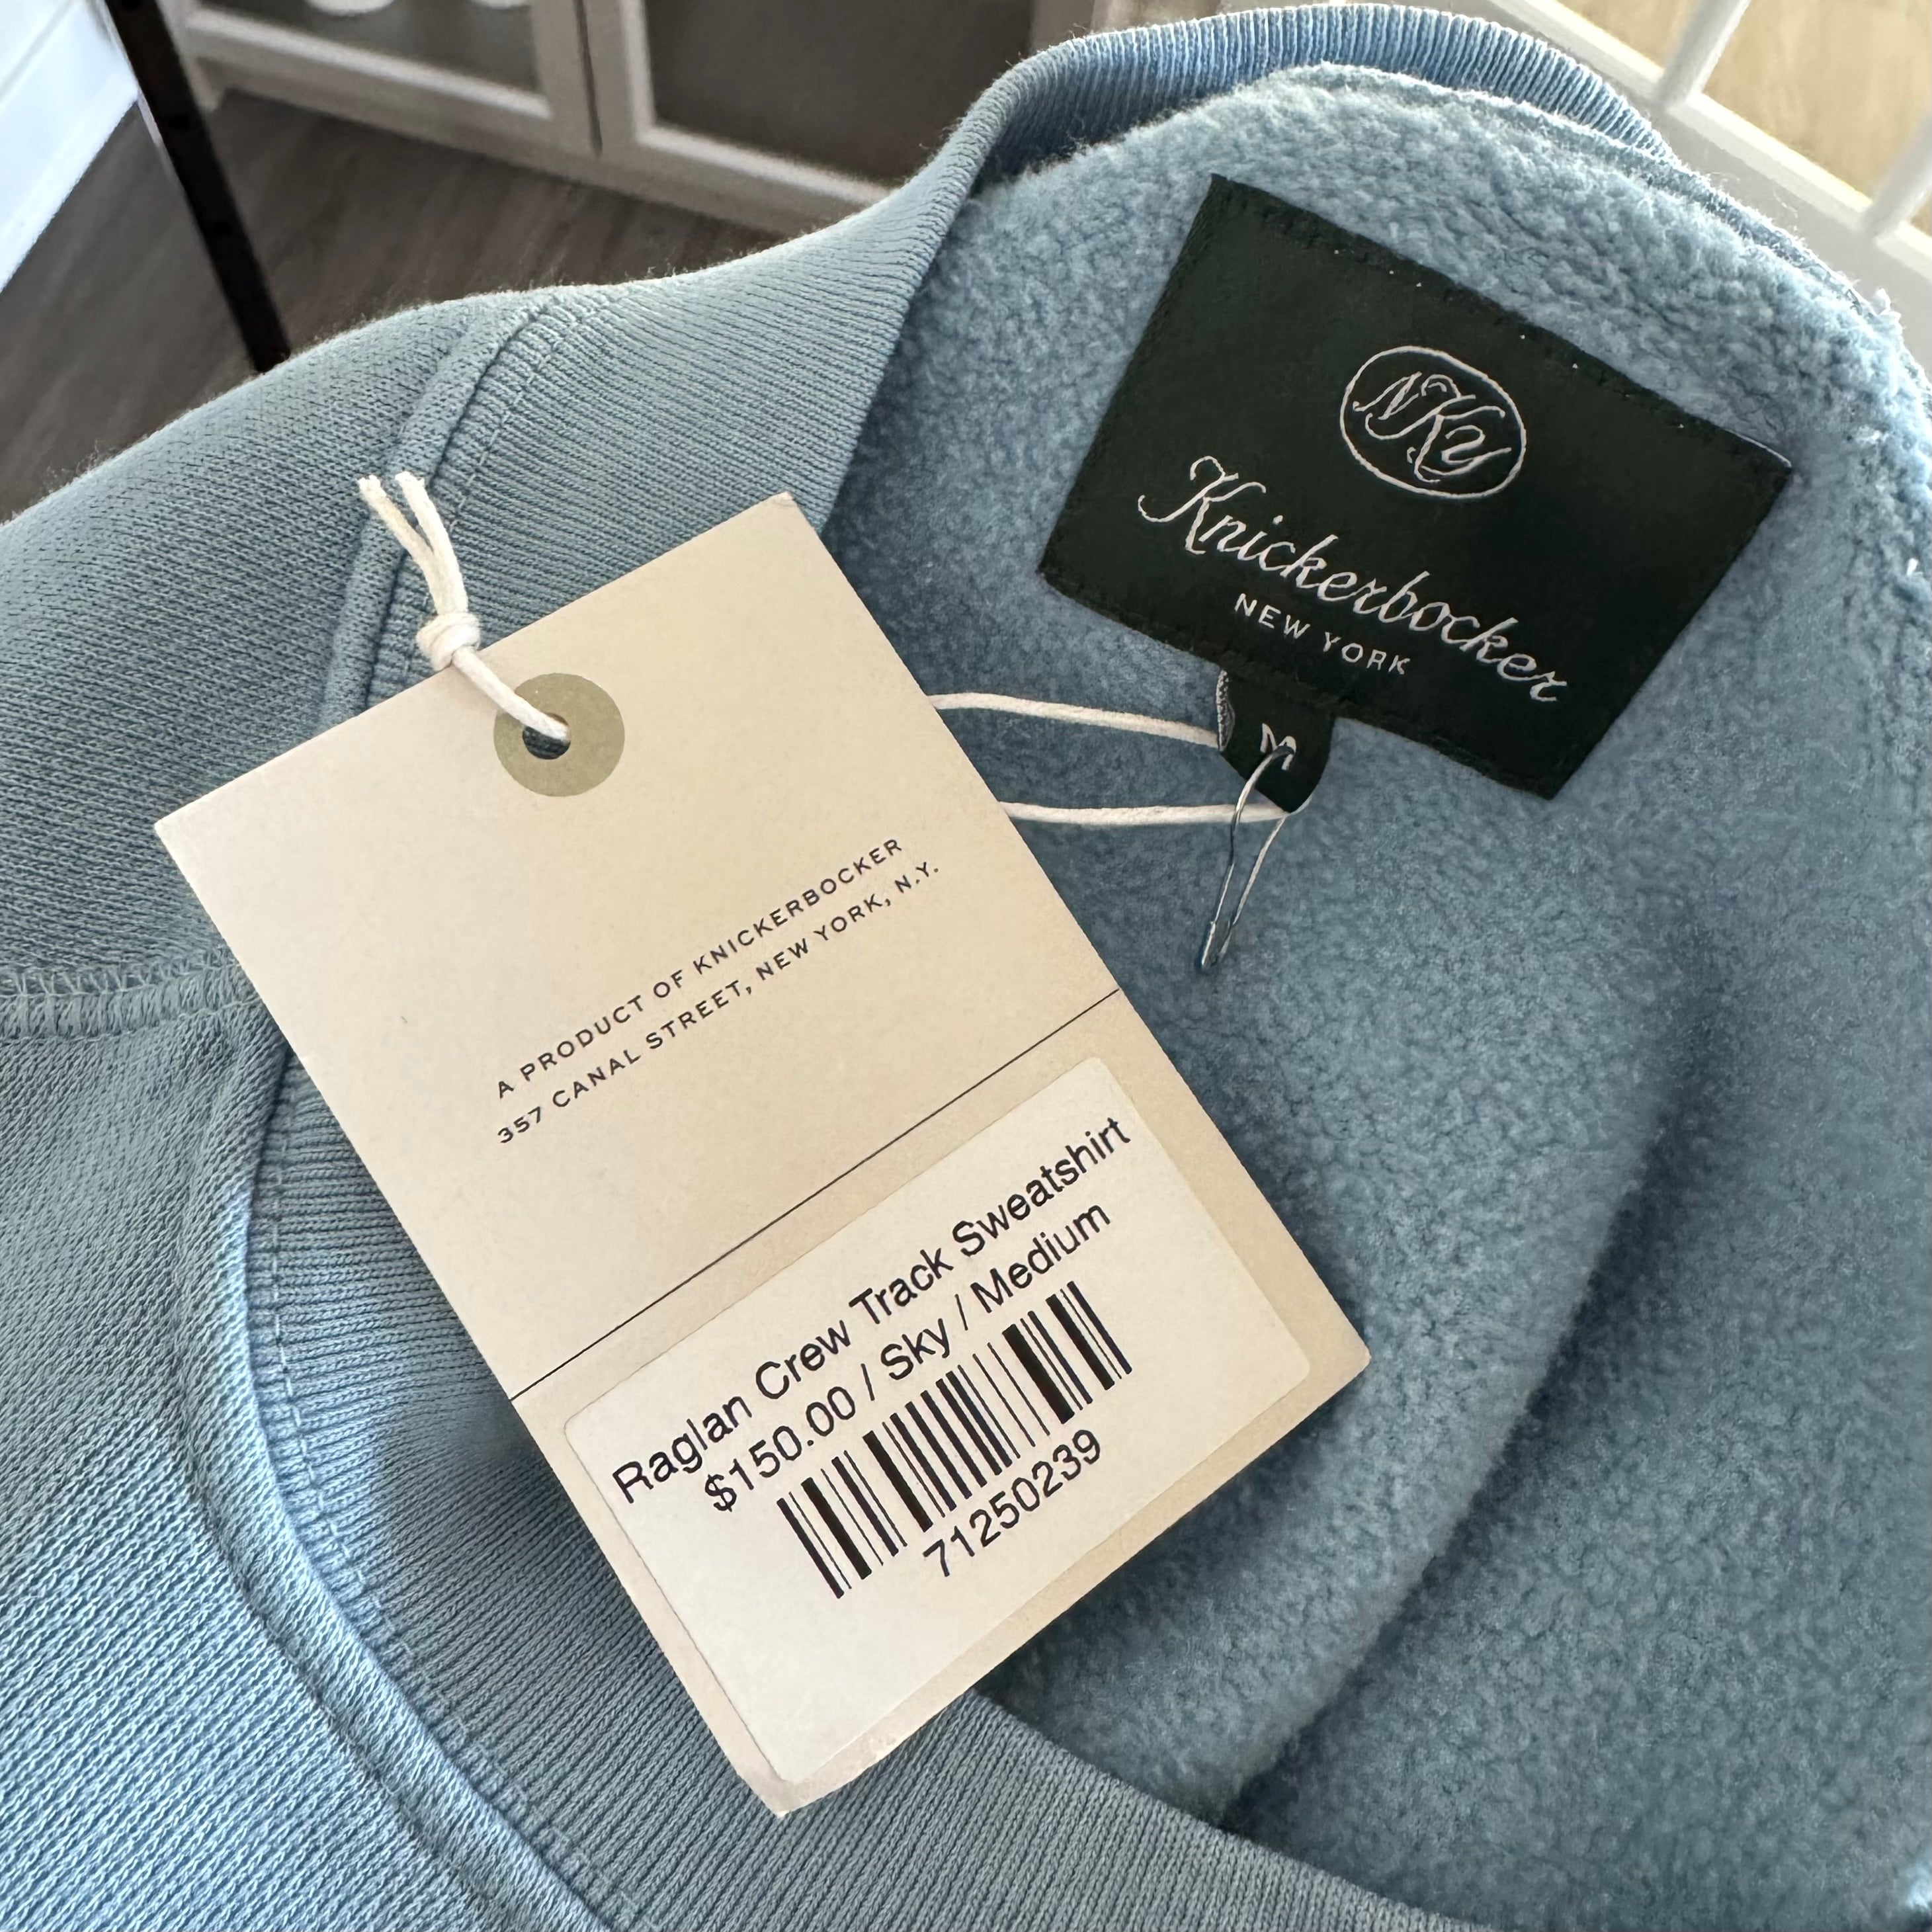 NKY
Knickerbocker
NEW YORK
M
A PRODUCT OF KNICKERBOCKER
357 CANAL STREET, NEW YORK, N.Y.
Raglan Crew Track Sweatshirt
$150.00 / Sky / Medium
71250239